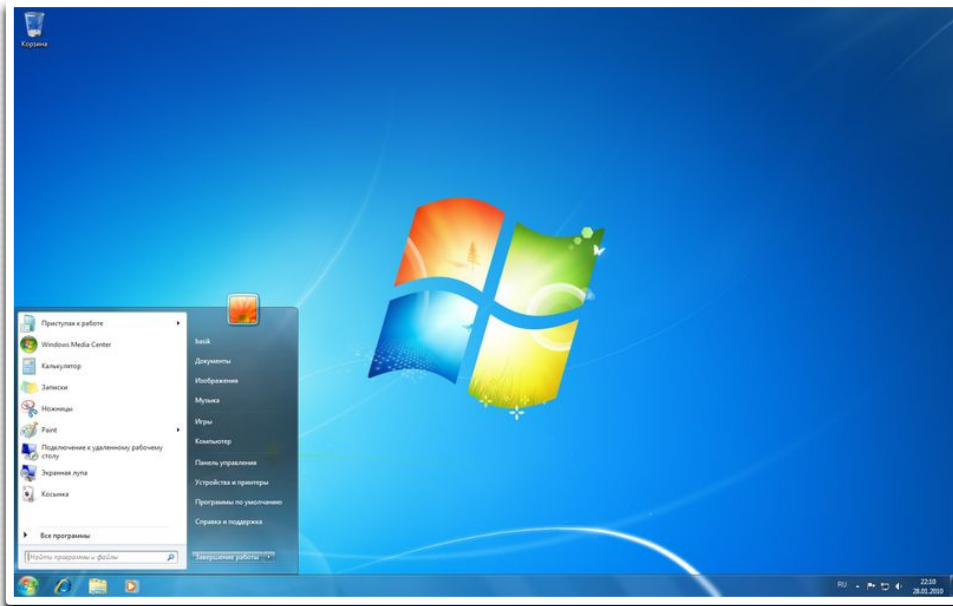 Корзина
Приступая к работе
Windows Media Center
Калькулятор
Записки
Ножницы
Paint
Подключение к удаленному рабочему
столу
Экранная лупа
Косынка
Все программы
Найти программы и файлы
basik
Документы
Изображения
Музыка
Игры
Компьютер
Панель управления
Устройства и принтеры
Программы по умолчанию
Справка и поддержка
Завершение работы
RU
22:10
28.01.2010